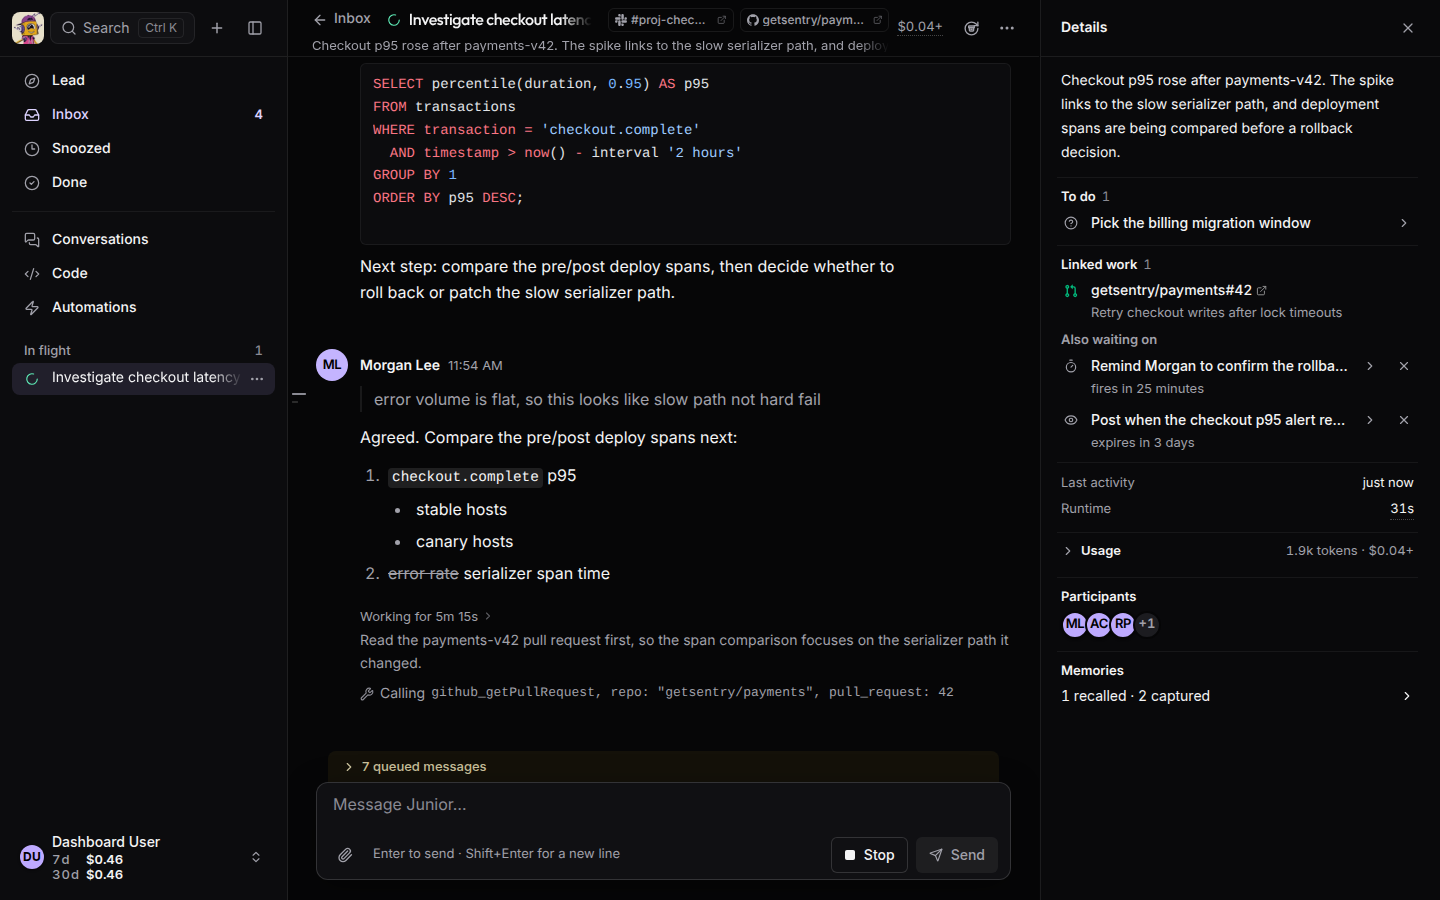 Search Ctrl K
Lead
Inbox 4
Snoozed
Done
Conversations
Code
Automations
In flight 1
Investigate checkout latency
DU Dashboard User
7d $0.46
30d $0.46
Inbox Investigate checkout laten #proj-chec... getsentry/paym... $0.04+
Checkout p95 rose after payments-v42. The spike links to the slow serializer path, and deploy
SELECT percentile(duration, 0.95) AS p95
FROM transactions
WHERE transaction = 'checkout.complete'
AND timestamp > now() - interval '2 hours'
GROUP BY 1
ORDER BY p95 DESC;
Next step: compare the pre/post deploy spans, then decide whether to
roll back or patch the slow serializer path.
ML Morgan Lee 11:54 AM
error volume is flat, so this looks like slow path not hard fail
Agreed. Compare the pre/post deploy spans next:
1. checkout.complete p95
• stable hosts
• canary hosts
2. error rate serializer span time
Working for 5m 15s
Read the payments-v42 pull request first, so the span comparison focuses on the serializer path it
changed.
Calling github_getPullRequest, repo: "getsentry/payments", pull_request: 42
7 queued messages
Message Junior...
Enter to send · Shift+Enter for a new line Stop Send
Details
Checkout p95 rose after payments-v42. The spike
links to the slow serializer path, and deployment
spans are being compared before a rollback
decision.
To do 1
Pick the billing migration window
Linked work 1
getsentry/payments#42
Retry checkout writes after lock timeouts
Also waiting on
Remind Morgan to confirm the rollba...
fires in 25 minutes
Post when the checkout p95 alert re...
expires in 3 days
Last activity just now
Runtime 31s
Usage 1.9k tokens · $0.04+
Participants
ML AC RP +1
Memories
1 recalled · 2 captured